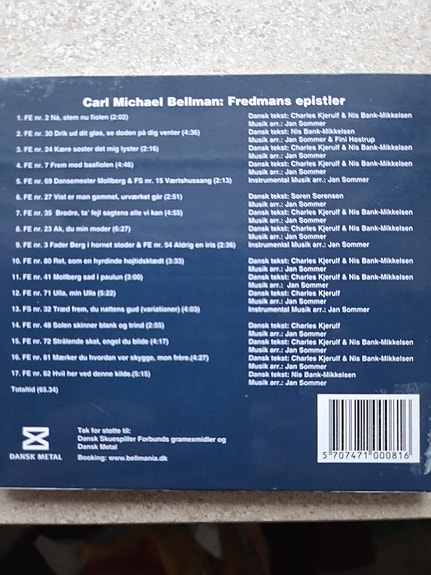 Carl Michael Bellman: Fredmans epistler
1. FE nr. 2 Nå, stem nu fiolen (2:02)
Dansk tekst: Charles Kjerulf & Nis Bank-Mikkelsen
Musik arr.: Jan Sommer
2. FE nr. 30 Drik ud dit glas, se døden på dig venter (4:36)
Dansk tekst: Nis Bank-Mikkelsen
Musik arr.: Jan Sommer & Fini Høstrup
3. FE nr. 24 Kære søster det mig lyster (2:16)
Dansk tekst: Charles Kjerulf & Nis Bank-Mikkelsen
Musik arr.: Jan Sommer
4. FE nr. 7 Frem med basfiolen (4:46)
Dansk tekst: Charles Kjerulf & Nis Bank-Mikkelsen
Musik arr.: Jan Sommer
5. FE nr. 69 Dansemester Mollberg & FS nr. 15 Værtshussang (2:13)
Instrumental Musik arr.: Jan Sommer
6. FE nr. 27 Vist er man gammel, urværket går (2:51)
Dansk tekst: Søren Sørensen
Musik arr.: Jan Sommer
7. FE nr. 35 Brødre, ta' fejl sagtens alle vi kan (4:55)
Dansk tekst: Charles Kjerulf & Nis Bank-Mikkelsen
Musik arr.: Jan Sommer
8. FE nr. 23 Ak, du min moder (6:27)
Dansk tekst: Charles Kjerulf & Nis Bank-Mikkelsen
Musik arr.: Jan Sommer
9. FE nr. 3 Fader Berg i hornet støder & FE nr. 54 Aldrig en iris (2:36)
Instrumental Musik arr.: Jan Sommer
10. FE nr. 80 Ret, som en hyrdinde højtidsklædt (3:33)
Dansk tekst: Charles Kjerulf & Nis Bank-Mikkelsen
Musik arr.: Jan Sommer
11. FE nr. 41 Mollberg sad i paulun (3:00)
Dansk tekst: Charles Kjerulf & Nis Bank-Mikkelsen
Musik arr.: Jan Sommer
12. FE nr. 71 Ulla, min Ulla (5:22)
Dansk tekst: Charles Kjerulf
Musik arr.: Jan Sommer
13. FS nr. 32 Træd frem, du nattens gud (variationer) (4:03)
Instrumental Musik arr.: Jan Sommer
14. FE nr. 48 Solen skinner blank og trind (2:55)
Dansk tekst: Charles Kjerulf
Musik arr.: Jan Sommer
15. FE nr. 72 Strålende skat, engel du blide (4:17)
Dansk tekst: Charles Kjerulf & Nis Bank-Mikkelsen
Musik arr.: Jan Sommer
16. FE nr. 81 Mærker du hvordan vor skygge, mon frère.(4:27)
Dansk tekst: Charles Kjerulf & Nis Bank-Mikkelsen
Musik arr.: Jan Sommer
17. FE nr. 82 Hvil her ved denne kilde.(5:15)
Dansk tekst: Nis Bank-Mikkelsen
Musik arr.: Jan Sommer
Totaltid (65.34)
DANSK METAL
Tak for støtte til:
Dansk Skuespiller Forbunds gramexmidler og
Dansk Metal
Booking: www.bellmania.dk
5 707471 000816